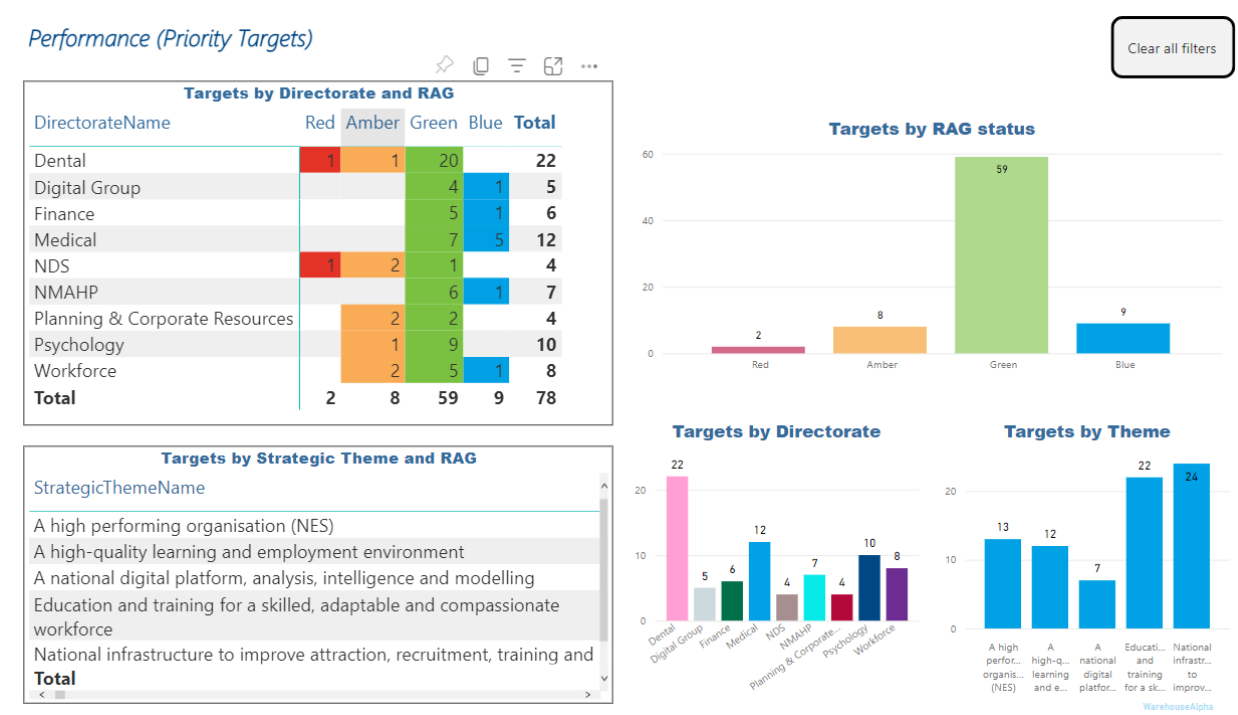 Performance (Priority Targets)
Clear all filters
Targets by Directorate and RAG
DirectorateName Red Amber Green Blue Total
Dental 1 1 20 22
Digital Group 4 1 5
Finance 5 1 6
Medical 7 5 12
NDS 1 2 1 4
NMAHP 6 1 7
Planning & Corporate Resources 2 2 4
Psychology 1 9 10
Workforce 2 5 1 8
Total 2 8 59 9 78
Targets by RAG status
60
40
20
0
2 8 59 9
Red Amber Green Blue
Targets by Strategic Theme and RAG
StrategicThemeName
A high performing organisation (NES)
A high-quality learning and employment environment
A national digital platform, analysis, intelligence and modelling
Education and training for a skilled, adaptable and compassionate
workforce
National infrastructure to improve attraction, recruitment, training and
Total
Targets by Directorate
20
10
0
22 5 6 12 4 7 4 10 8
Dental
Digital Group
Finance
Medical
NDS
NMAHP
Planning & Corporate...
Psychology
Workforce
Targets by Theme
20
10
0
13 12 7 22 24
A high A A Educati... National
perfor... high-q... national and infrastr...
organis... learning digital training to
(NES) and e... platfor... for a sk... improv...
WarehouseAlpha